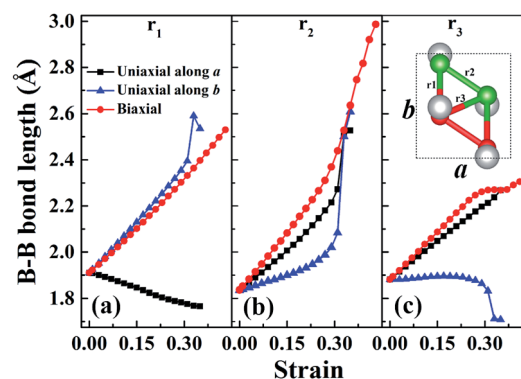 r1
r2
r3
3.0
2.8
2.6
2.4
2.2
2.0
1.8
B-B bond length (Å)
Uniaxial along a
Uniaxial along b
Biaxial
r1
r2
r3
b
a
(a)
(b)
(c)
0.00 0.15 0.30
0.00 0.15 0.30
0.00 0.15 0.30
Strain